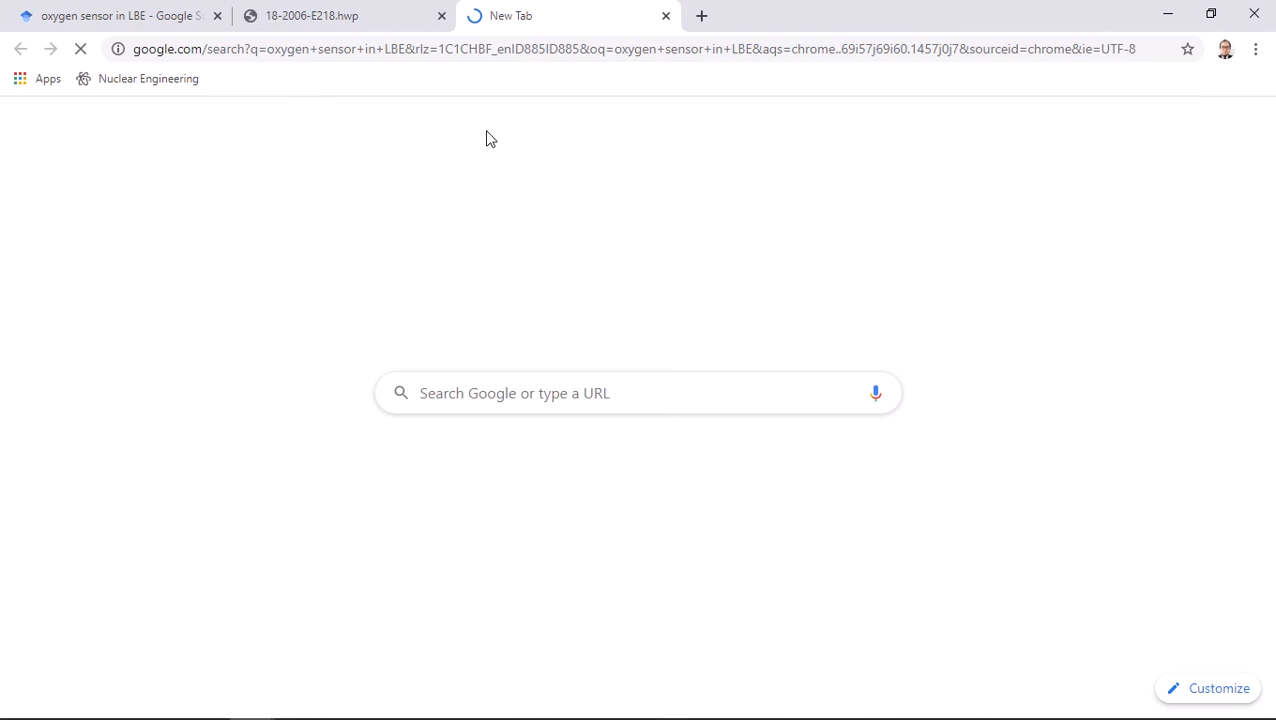 oxygen sensor in LBE - Google Sc
18-2006-E218.hwp
New Tab
google.com/search?q=oxygen+sensor+in+LBE&rlz=1C1CHBF_enID885ID885&oq=oxygen+sensor+in+LBE&aqs=chrome..69i57j69i60.1457j0j7&sourceid=chrome&ie=UTF-8
Apps
Nuclear Engineering
Search Google or type a URL
Customize